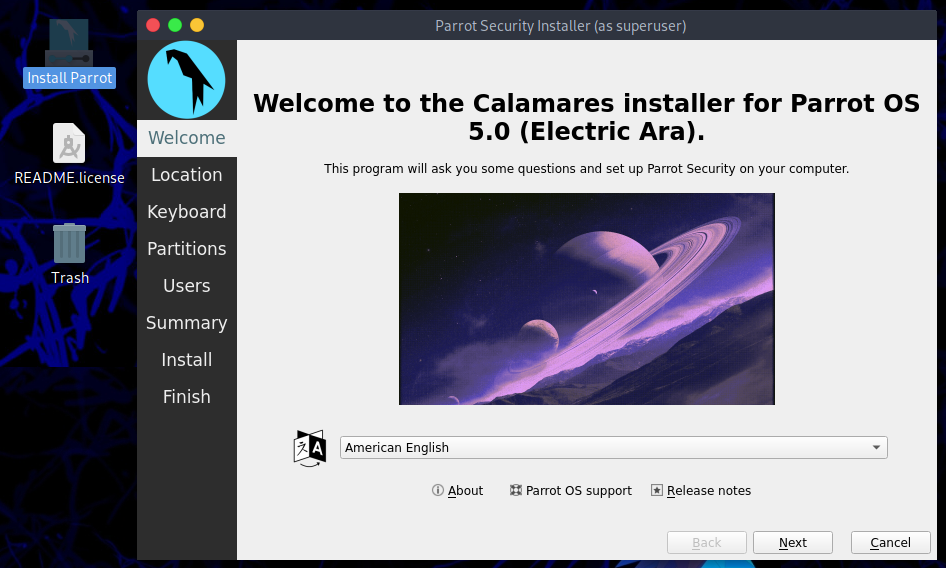 Parrot Security Installer (as superuser)
Install Parrot
README.license
Trash
Welcome
Location
Keyboard
Partitions
Users
Summary
Install
Finish
Welcome to the Calamares installer for Parrot OS
5.0 (Electric Ara).
This program will ask you some questions and set up Parrot Security on your computer.
文 A
American English
About
Parrot OS support
Release notes
Back
Next
Cancel